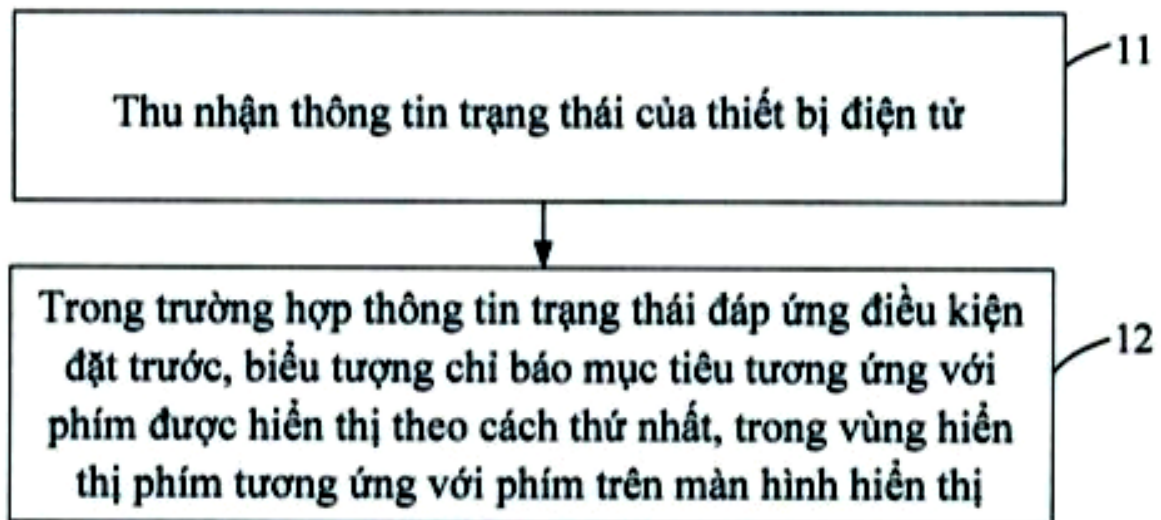 Thu nhận thông tin trạng thái của thiết bị điện tử
11
Trong trường hợp thông tin trạng thái đáp ứng điều kiện
đặt trước, biểu tượng chỉ báo mục tiêu tương ứng với
phím được hiển thị theo cách thứ nhất, trong vùng hiển
thị phím tương ứng với phím trên màn hình hiển thị
12